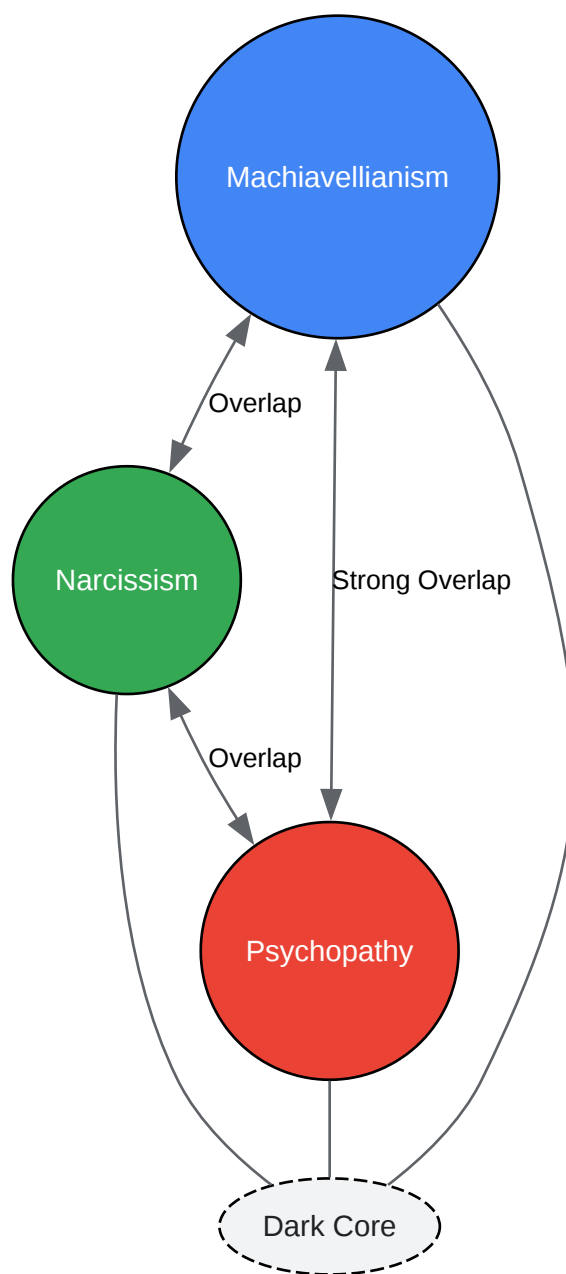 Machiavellianism
Overlap
Narcissism
Strong Overlap
Overlap
Psychopathy
Dark Core